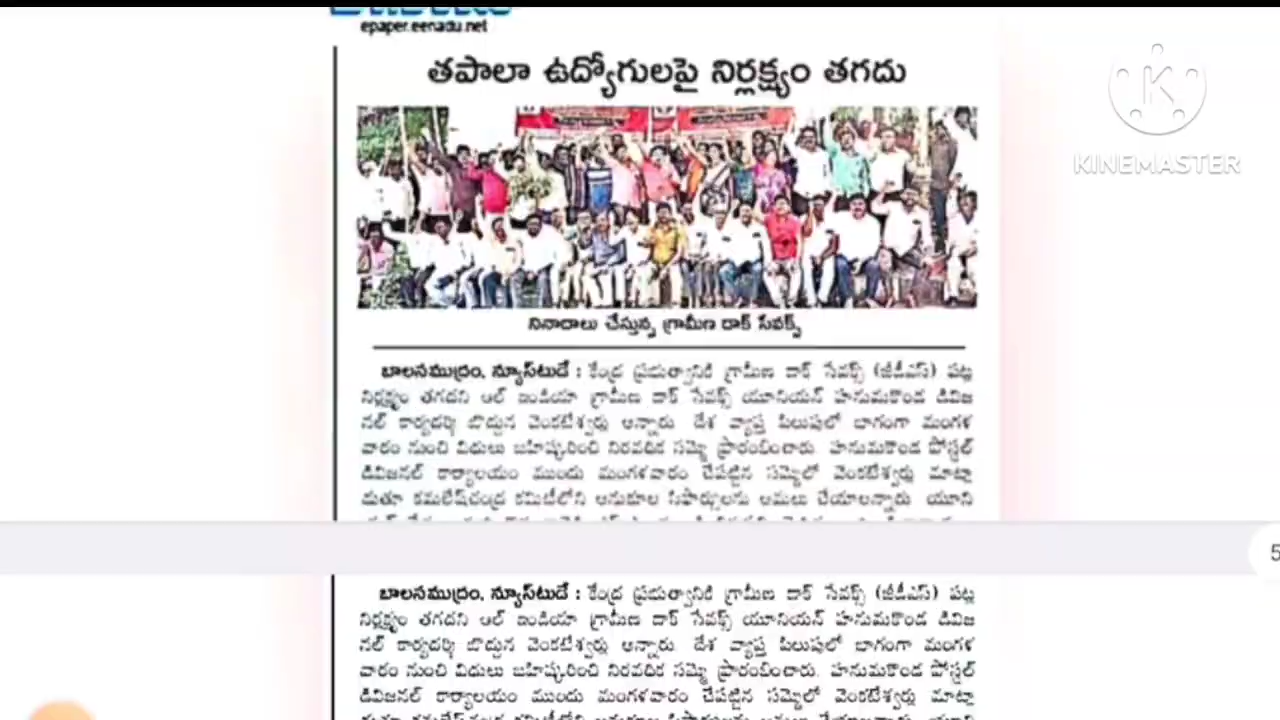 epaper.eenadu.net
తపాలా ఉద్యోగులపై నిర్లక్ష్యం తగదు
KINEMASTER
నినాదాలు చేస్తున్న గ్రామీణ డాక్ సేవక్స్
బాలసముద్రం, న్యూస్‌టుడే : కేంద్ర ప్రభుత్వానికి గ్రామీణ డాక్ సేవక్స్ (జీడీఎస్) పట్ల
నిర్లక్ష్యం తగదని ఆల్ ఇండియా గ్రామీణ డాక్ సేవక్స్ యూనియన్ హనుమకొండ డివిజ
నల్ కార్యదర్శి బొద్దున వెంకటేశ్వర్లు అన్నారు. దేశ వ్యాప్త పిలుపులో భాగంగా మంగళ
వారం నుంచి విధులు బహిష్కరించి నిరవధిక సమ్మె ప్రారంభించారు. హనుమకొండ పోస్టల్
డివిజనల్ కార్యాలయం ముందు మంగళవారం చేపట్టిన సమ్మెలో వెంకటేశ్వర్లు మాట్లా
డుతూ కమలేష్‌చంద్ర కమిటీలోని అనుకూల సిఫార్సులను అమలు చేయాలన్నారు యూని
5
బాలసముద్రం, న్యూస్‌టుడే : కేంద్ర ప్రభుత్వానికి గ్రామీణ డాక్ సేవక్స్ (జీడీఎస్) పట్ల
నిర్లక్ష్యం తగదని ఆల్ ఇండియా గ్రామీణ డాక్ సేవక్స్ యూనియన్ హనుమకొండ డివిజ
నల్ కార్యదర్శి బొద్దున వెంకటేశ్వర్లు అన్నారు. దేశ వ్యాప్త పిలుపులో భాగంగా మంగళ
వారం నుంచి విధులు బహిష్కరించి నిరవధిక సమ్మె ప్రారంభించారు. హనుమకొండ పోస్టల్
డివిజనల్ కార్యాలయం ముందు మంగళవారం చేపట్టిన సమ్మెలో వెంకటేశ్వర్లు మాట్లా